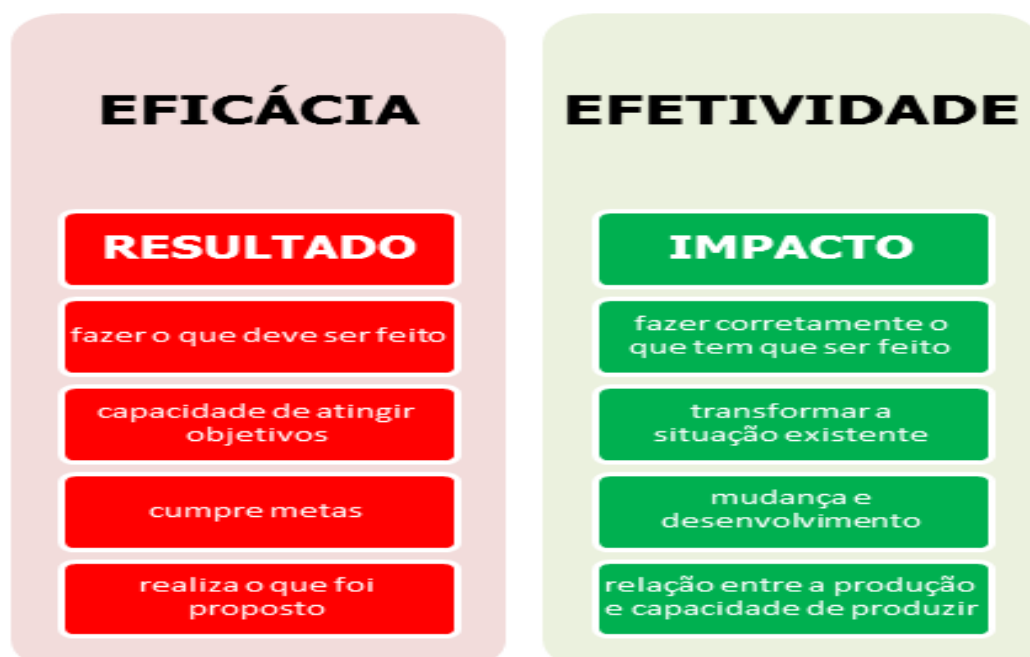 EFICÁCIA
RESULTADO
fazer o que deve ser feito
capacidade de atingir
objetivos
cumpre metas
realiza o que foi
proposto
EFETIVIDADE
IMPACTO
fazer corretamente o
que tem que ser feito
transformar a
situação existente
mudança e
desenvolvimento
relação entre a produção
e capacidade de produzir